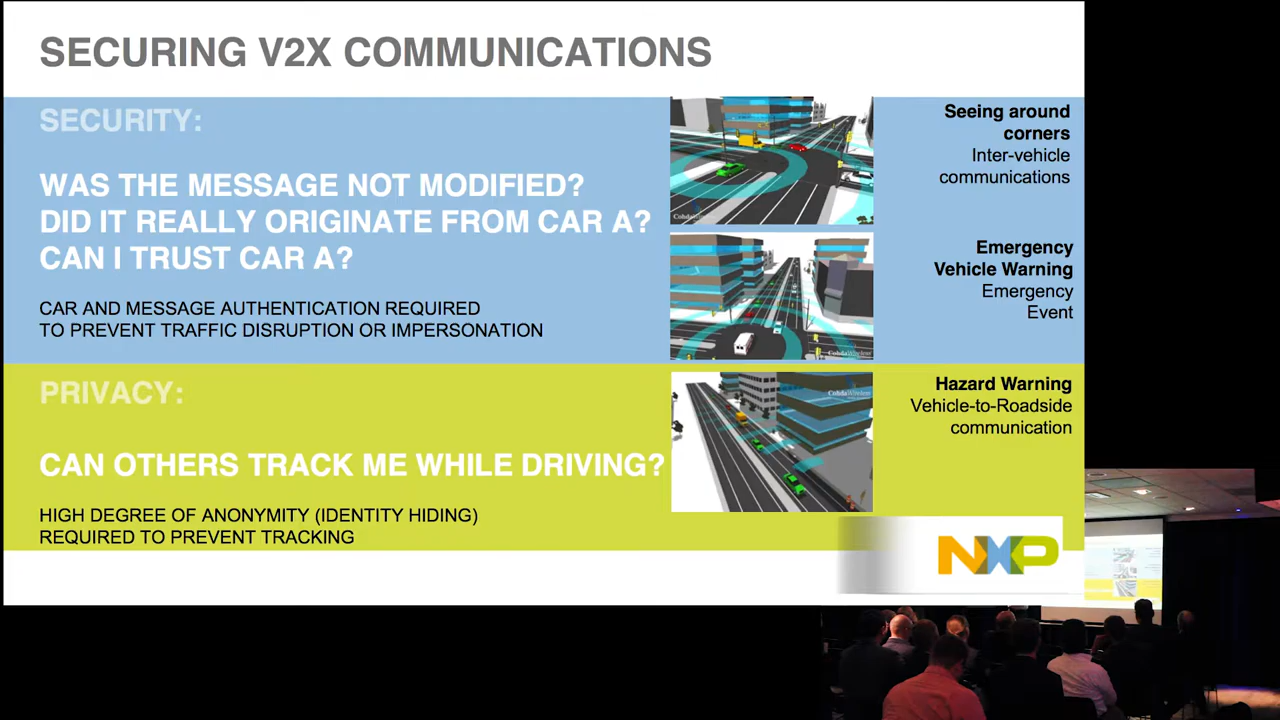 SECURING V2X COMMUNICATIONS
SECURITY:
WAS THE MESSAGE NOT MODIFIED?
DID IT REALLY ORIGINATE FROM CAR A?
CAN I TRUST CAR A?
CAR AND MESSAGE AUTHENTICATION REQUIRED
TO PREVENT TRAFFIC DISRUPTION OR IMPERSONATION
Seeing around
corners
Inter-vehicle
communications
Emergency
Vehicle Warning
Emergency
Event
PRIVACY:
CAN OTHERS TRACK ME WHILE DRIVING?
HIGH DEGREE OF ANONYMITY (IDENTITY HIDING)
REQUIRED TO PREVENT TRACKING
Hazard Warning
Vehicle-to-Roadside
communication
CohdaWireless
NXP